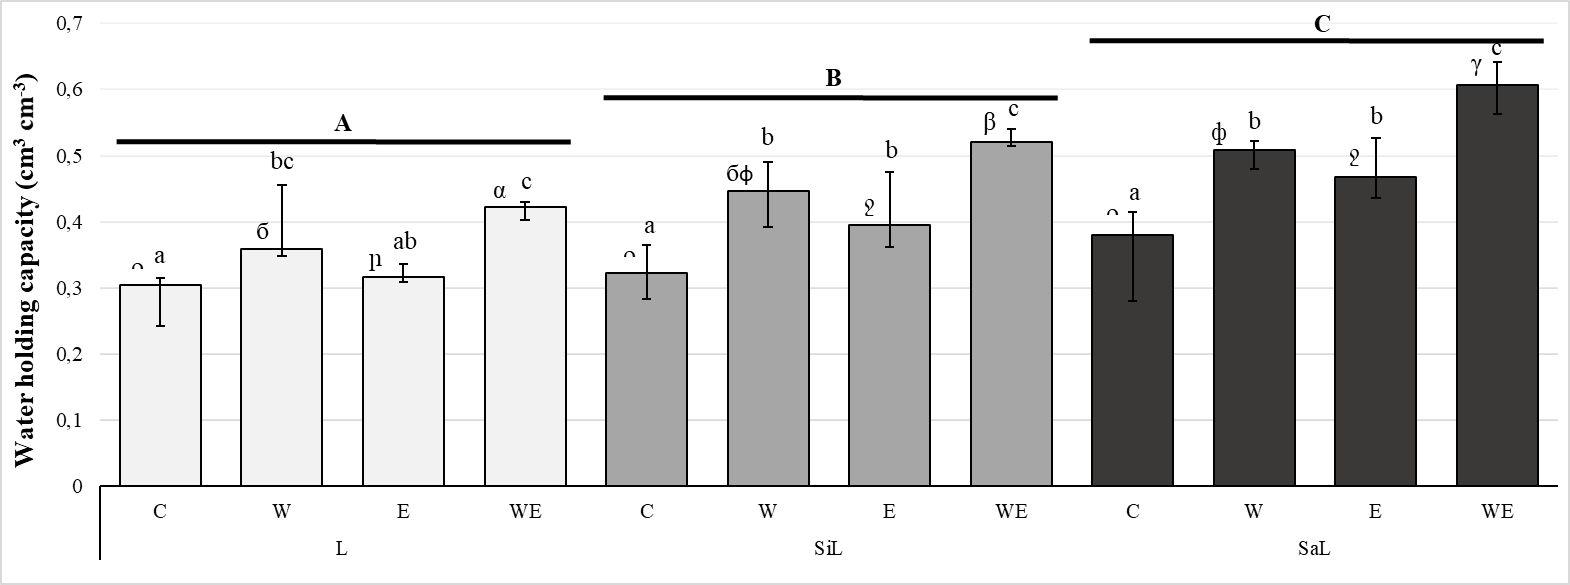 Water holding capacity (cm³ cm⁻³)
0,7
0,6
0,5
0,4
0,3
0,2
0,1
0
A
B
C
a
б bc
ab
α c
a
бф b
b
β c
a
ф b
b
γ c
C W E WE C W E WE C W E WE
L SiL SaL